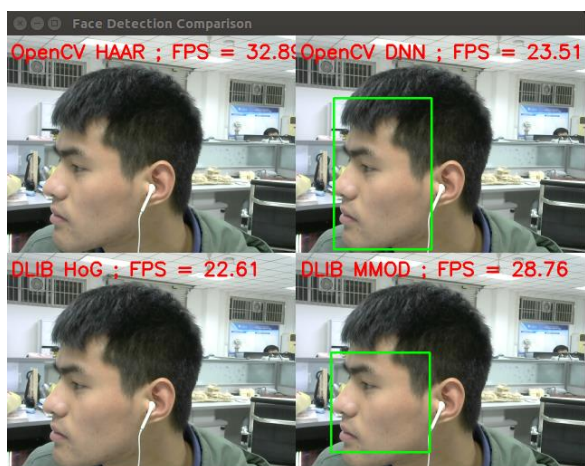 Face Detection Comparison
OpenCV HAAR ; FPS = 32.89
OpenCV DNN ; FPS = 23.51
DLIB HoG ; FPS = 22.61
DLIB MMOD ; FPS = 28.76